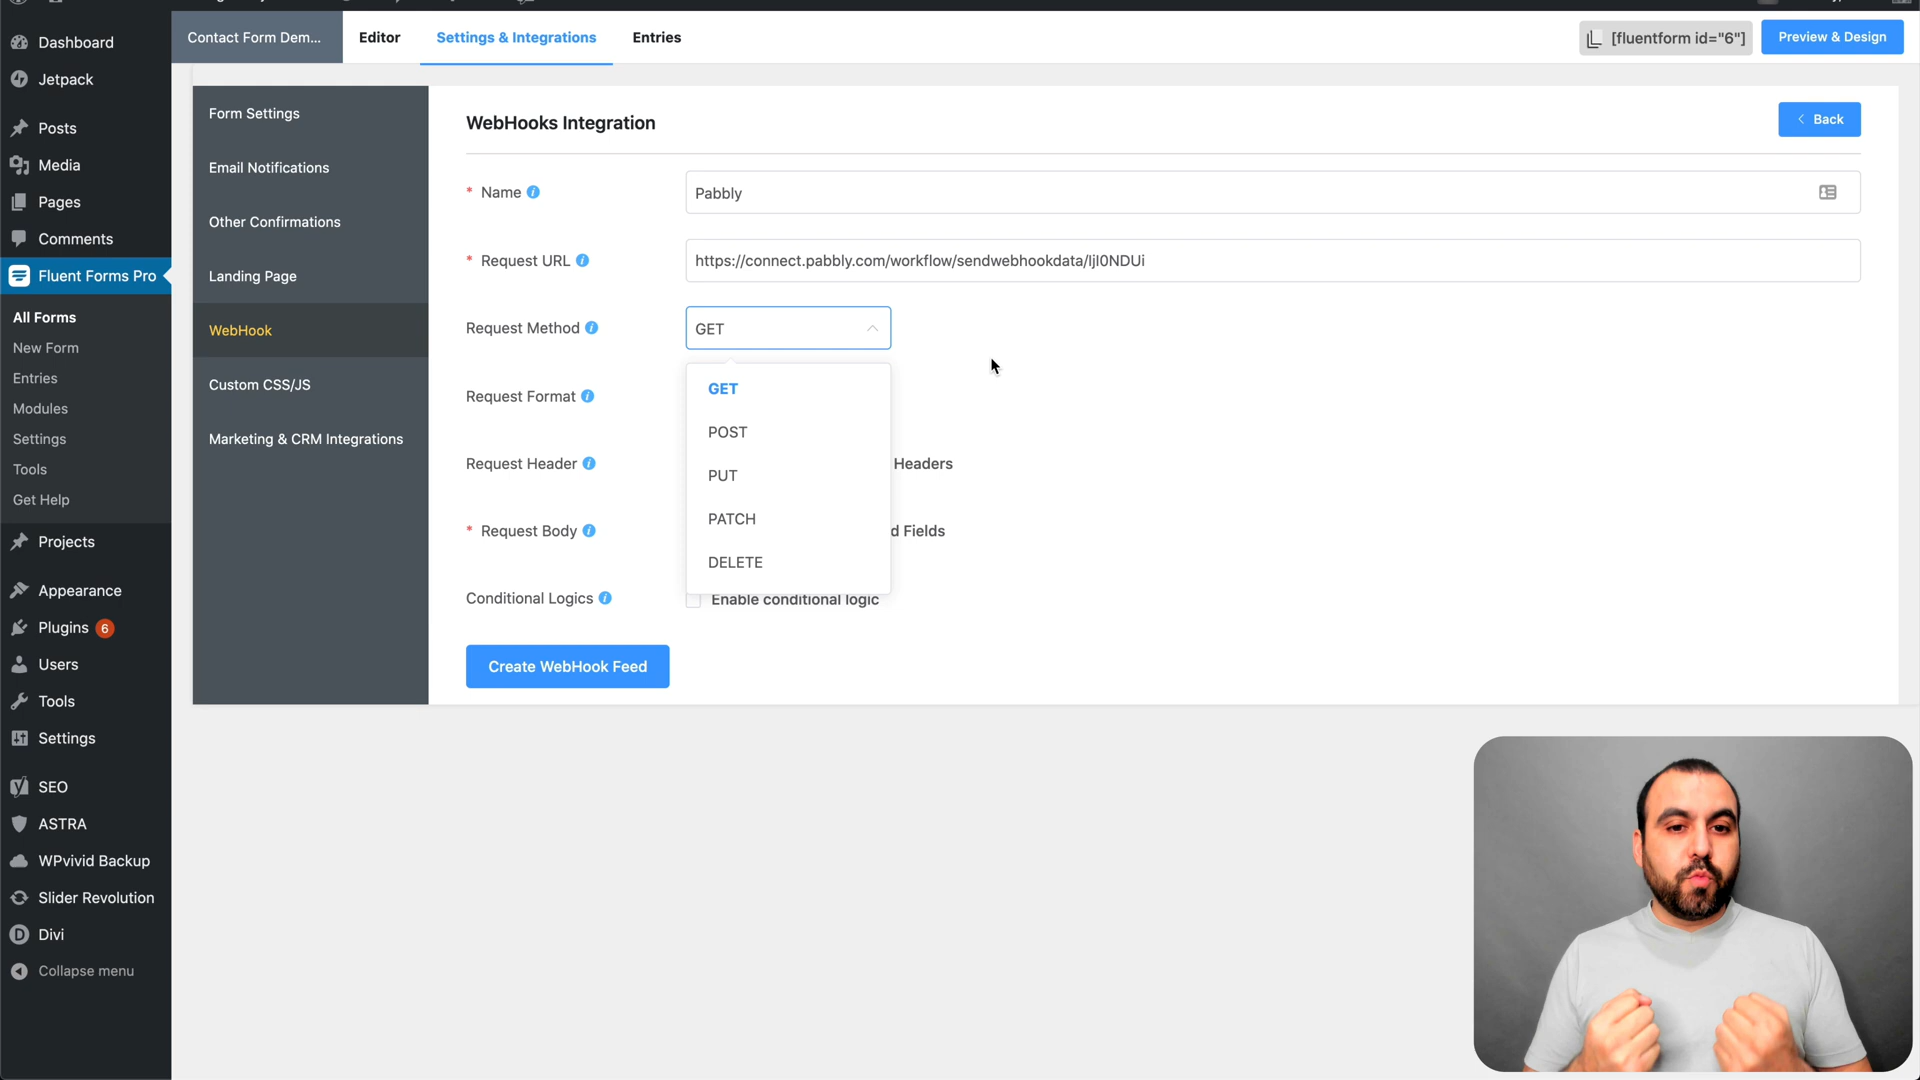 Dashboard
Jetpack
Posts
Media
Pages
Comments
Fluent Forms Pro
All Forms
New Form
Entries
Modules
Settings
Tools
Get Help
Projects
Appearance
Plugins 6
Users
Tools
Settings
SEO
ASTRA
WPvivid Backup
Slider Revolution
Divi
Collapse menu
Contact Form Dem...
Editor
Settings & Integrations
Entries
[fluentform id="6"]
Preview & Design
Form Settings
Email Notifications
Other Confirmations
Landing Page
WebHook
Custom CSS/JS
Marketing & CRM Integrations
WebHooks Integration
Back
* Name
Pabbly
* Request URL
https://connect.pabbly.com/workflow/sendwebhookdata/IjI0NDUi
Request Method
GET
GET
POST
PUT
PATCH
DELETE
Request Format
Request Header
Headers
* Request Body
d Fields
Conditional Logics
Enable conditional logic
Create WebHook Feed